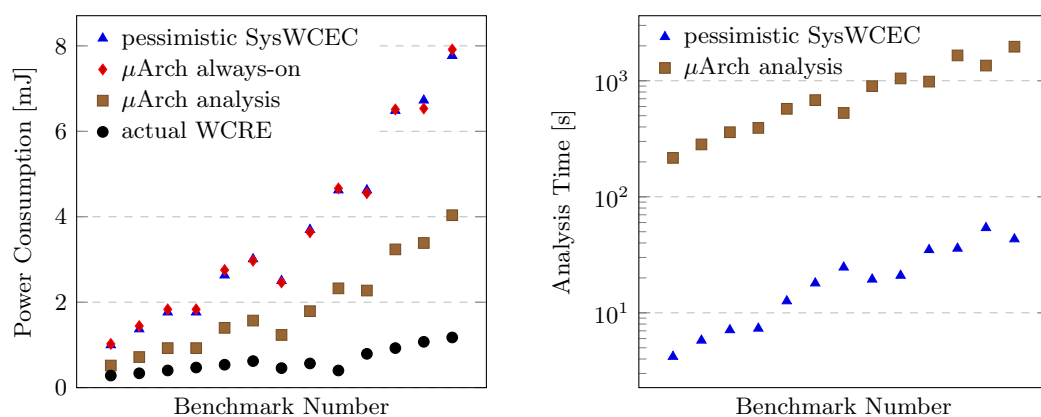 pessimistic SysWCEC
μArch always-on
μArch analysis
actual WCRE
8
6
4
2
0
Power Consumption [mJ]
Benchmark Number
pessimistic SysWCEC
μArch analysis
10³
10²
10¹
Analysis Time [s]
Benchmark Number